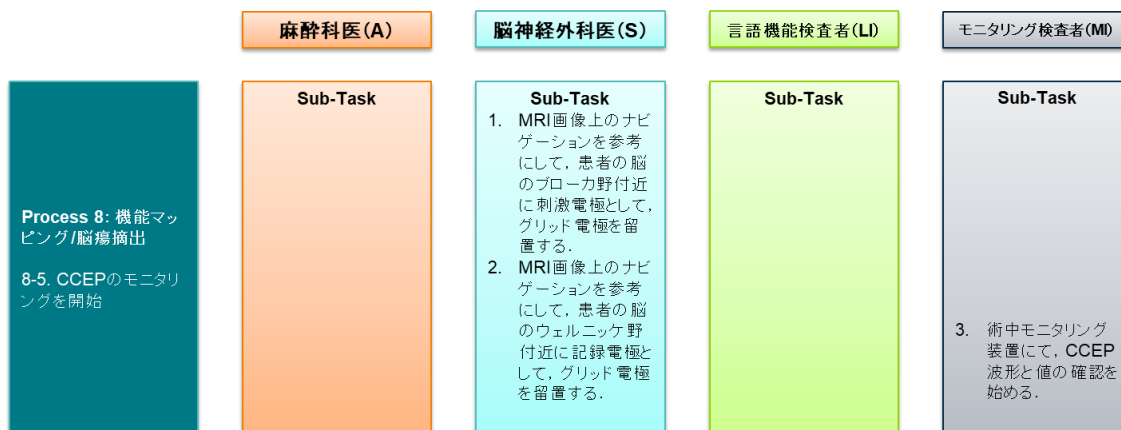 麻酔科医(A)
脳神経外科医(S)
言語機能検査者(LI)
モニタリング検査者(MI)
Process 8: 機能マッ
ピング/脳瘍摘出
8-5. CCEPのモニタリ
ングを開始
Sub-Task
Sub-Task
1. MRI画像上のナビ
ゲーションを参考
にして，患者の脳
のブローカ野付近
に刺激電極として，
グリッド電極を留
置する．
2. MRI画像上のナビ
ゲーションを参考
にして，患者の脳
のウェルニッケ野
付近に記録電極と
して，グリッド電極
を留置する．
Sub-Task
Sub-Task
3. 術中モニタリング
装置にて，CCEP
波形と値の確認を
始める．